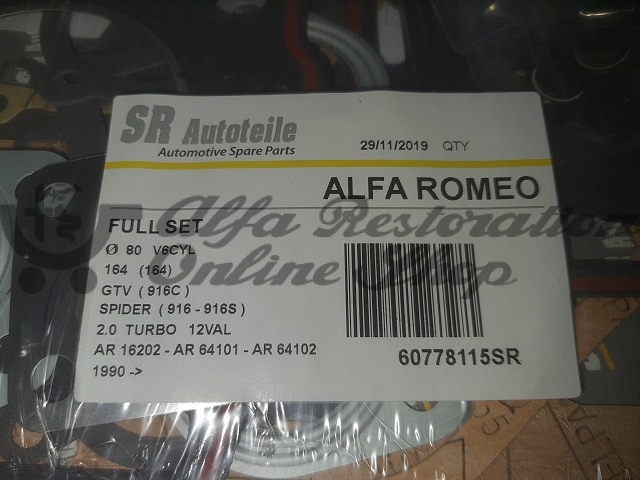 SR Autoteile
Automotive Spare Parts
29/11/2019 QTY
ALFA ROMEO
FULL SET
Ø 80 V6CYL
164 (164)
GTV ( 916C )
SPIDER ( 916 - 916S )
2.0 TURBO 12VAL
AR 16202 - AR 64101 - AR 64102
1990 ->
60778115SR
Alfa Restoration
Online Shop